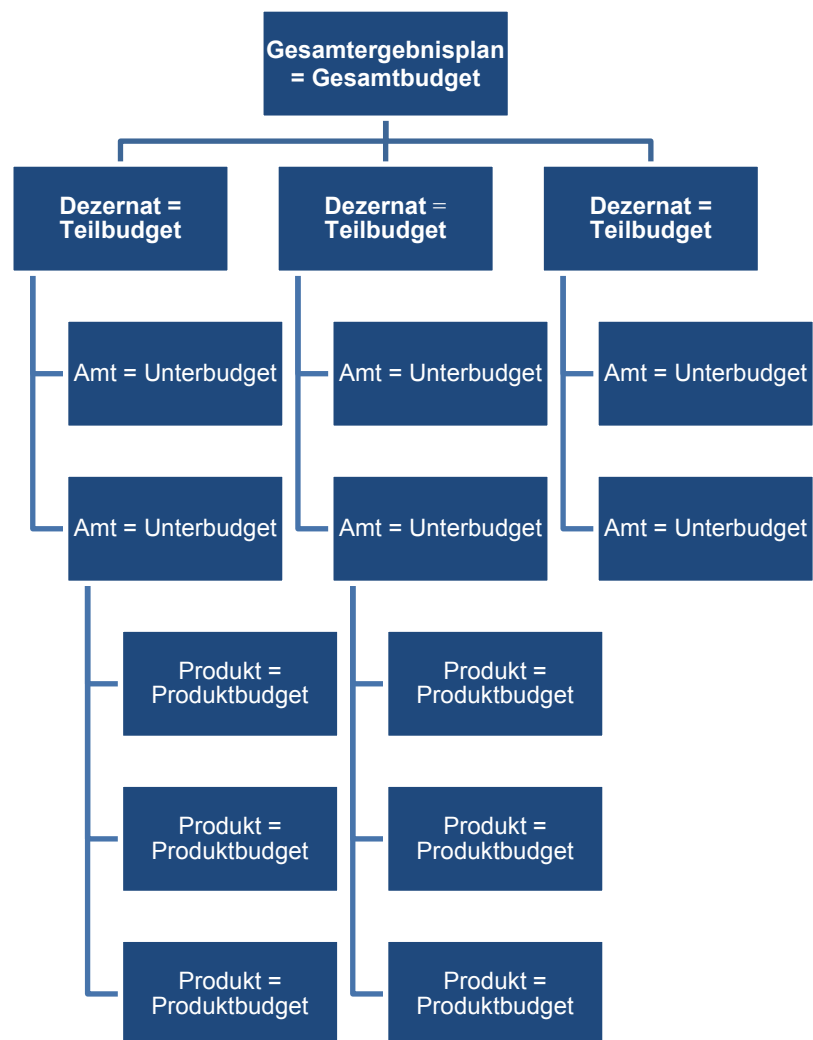 Gesamtergebnisplan
= Gesamtbudget
Dezernat =
Teilbudget
Dezernat =
Teilbudget
Dezernat =
Teilbudget
Amt = Unterbudget
Amt = Unterbudget
Amt = Unterbudget
Amt = Unterbudget
Amt = Unterbudget
Amt = Unterbudget
Produkt =
Produktbudget
Produkt =
Produktbudget
Produkt =
Produktbudget
Produkt =
Produktbudget
Produkt =
Produktbudget
Produkt =
Produktbudget